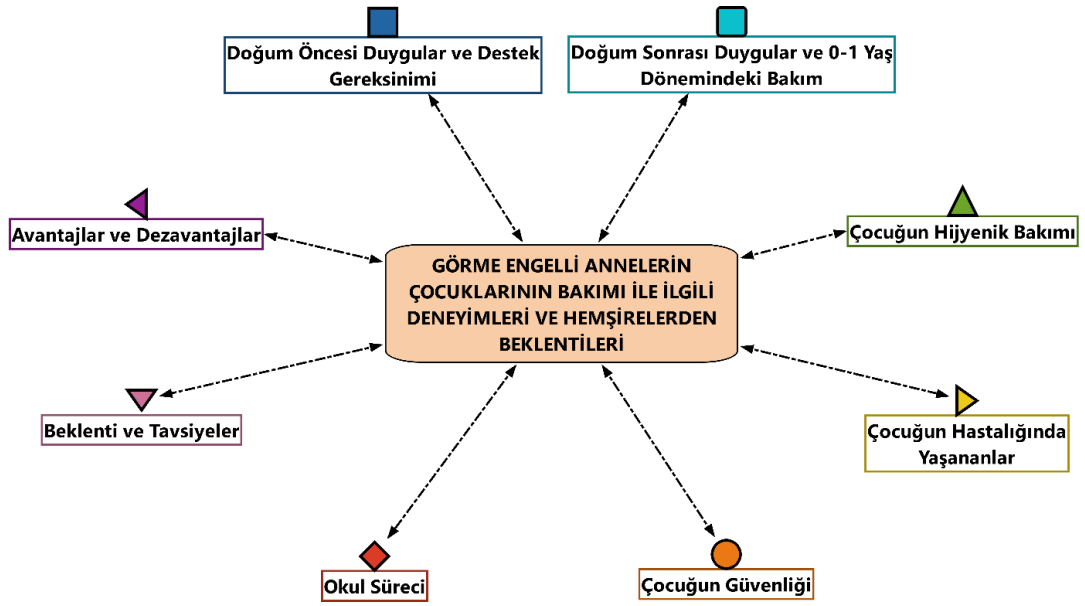 Doğum Öncesi Duygular ve Destek
Gereksinimi
Doğum Sonrası Duygular ve 0-1 Yaş
Dönemindeki Bakım
Avantajlar ve Dezavantajlar
Çocuğun Hijyenik Bakımı
GÖRME ENGELLİ ANNELERİN
ÇOCUKLARININ BAKIMI İLE İLGİLİ
DENEYİMLERİ VE HEMŞİRELERDEN
BEKLENTİLERİ
Beklenti ve Tavsiyeler
Çocuğun Hastalığında
Yaşananlar
Okul Süreci
Çocuğun Güvenliği